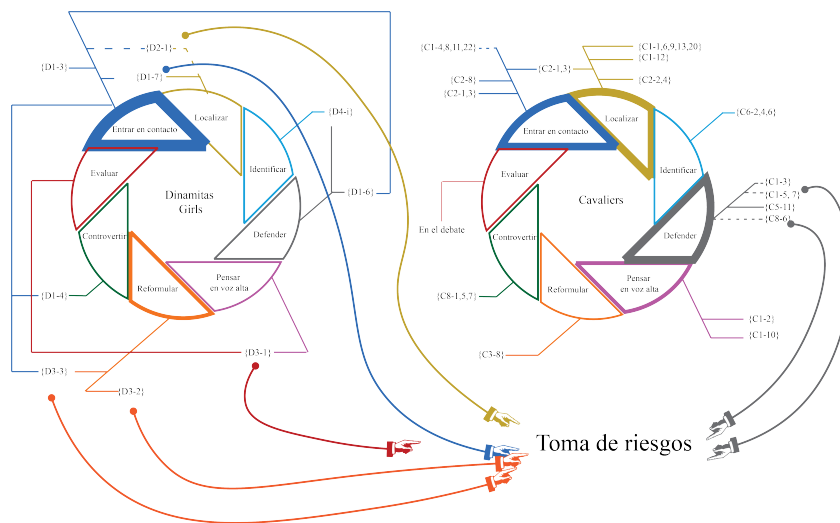 {D2-1}
{D1-3}
{D1-7}
{D4-i}
{D1-6}
Entrar en contacto
Localizar
Identificar
Evaluar
Dinamitas
Girls
Controvertir
Defender
Reformular
Pensar
en voz alta
{D1-4}
{D3-1}
{D3-3}
{D3-2}
{C1-4,8,11,22}
{C2-8}
{C2-1,3}
{C2-1,3}
{C1-1,6,9,13,20}
{C1-12}
{C2-2,4}
{C6-2,4,6}
Entrar en contacto
Localizar
Identificar
Evaluar
Cavaliers
{C1-3}
{C1-5, 7}
{C5-11}
{C8-6}
En el debate
Controvertir
Defender
Reformular
Pensar
en voz alta
{C8-1,5,7}
{C1-2}
{C1-10}
{C3-8}
Toma de riesgos